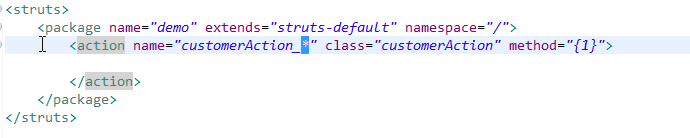 <struts>
<package name="demo" extends="struts-default" namespace="/">
<action name="customerAction_*" class="customerAction" method="{1}">
</action>
</package>
</struts>